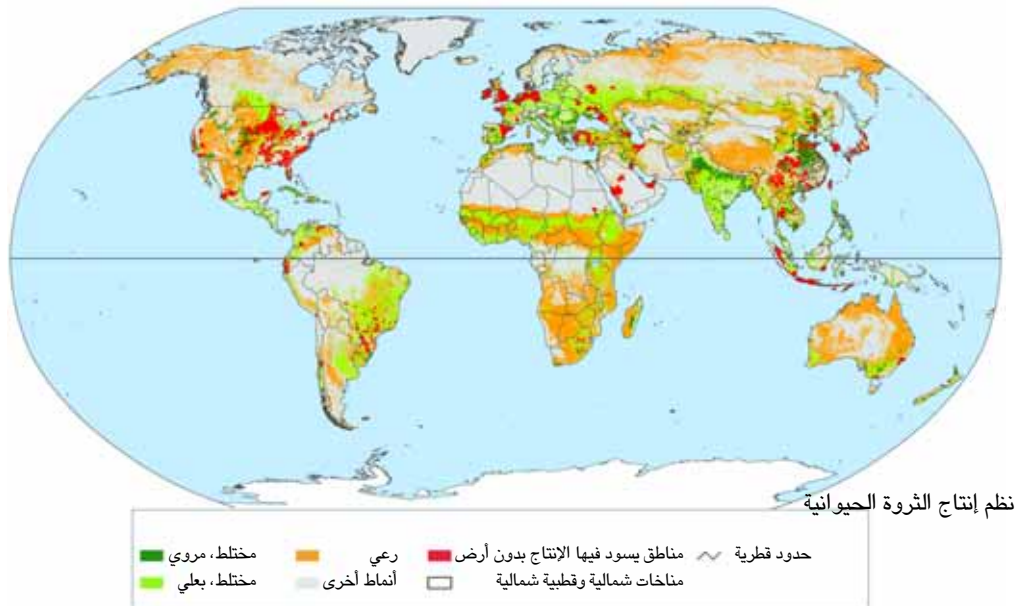 نظم إنتاج الثروة الحيوانية
حدود قطرية
مناطق يسود فيها الإنتاج بدون أرض
رعي
مختلط، مروي
مناخات شمالية وقطبية شمالية
أنماط أخرى
مختلط، بعلي